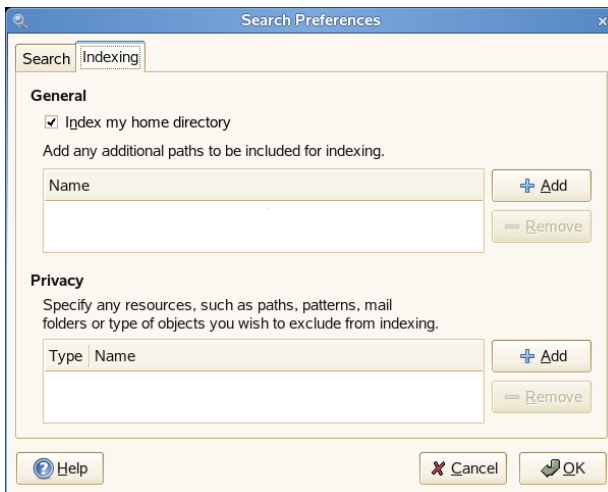 Search Preferences
Search Indexing
General
Index my home directory
Add any additional paths to be included for indexing.
Name
Add
Remove
Privacy
Specify any resources, such as paths, patterns, mail
folders or type of objects you wish to exclude from indexing.
Type Name
Add
Remove
Help Cancel OK